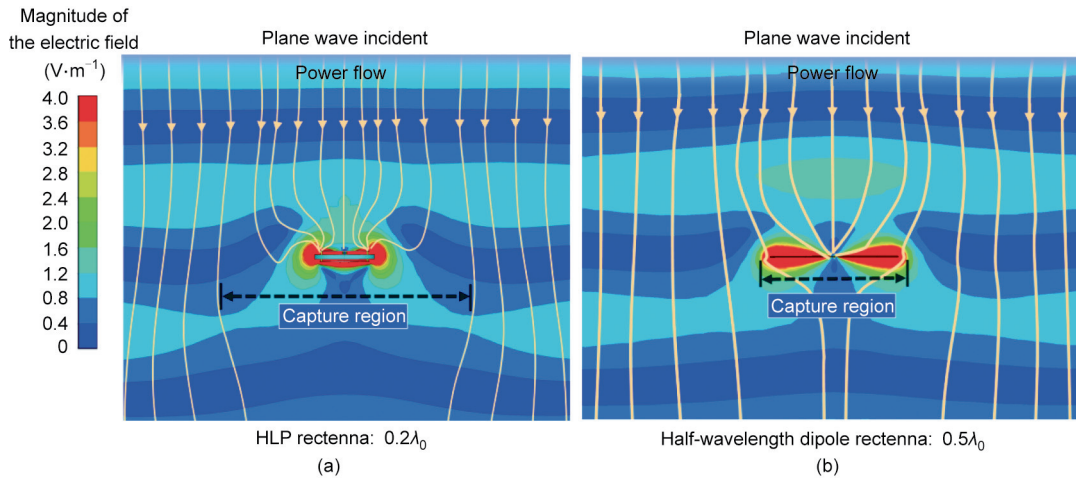 Magnitude of
the electric field
(V·m⁻¹)
4.0
3.6
3.2
2.8
2.4
2.0
1.6
1.2
0.8
0.4
0
Plane wave incident
Power flow
Capture region
HLP rectenna: 0.2λ₀
(a)
Plane wave incident
Power flow
Capture region
Half-wavelength dipole rectenna: 0.5λ₀
(b)